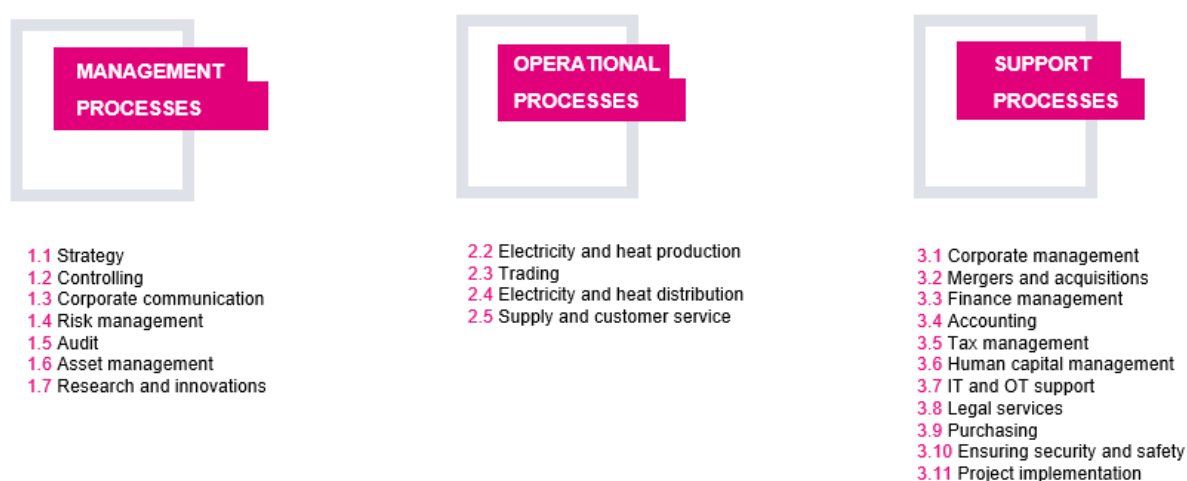 MANAGEMENT
PROCESSES
1.1 Strategy
1.2 Controlling
1.3 Corporate communication
1.4 Risk management
1.5 Audit
1.6 Asset management
1.7 Research and innovations
OPERATIONAL
PROCESSES
2.2 Electricity and heat production
2.3 Trading
2.4 Electricity and heat distribution
2.5 Supply and customer service
SUPPORT
PROCESSES
3.1 Corporate management
3.2 Mergers and acquisitions
3.3 Finance management
3.4 Accounting
3.5 Tax management
3.6 Human capital management
3.7 IT and OT support
3.8 Legal services
3.9 Purchasing
3.10 Ensuring security and safety
3.11 Project implementation